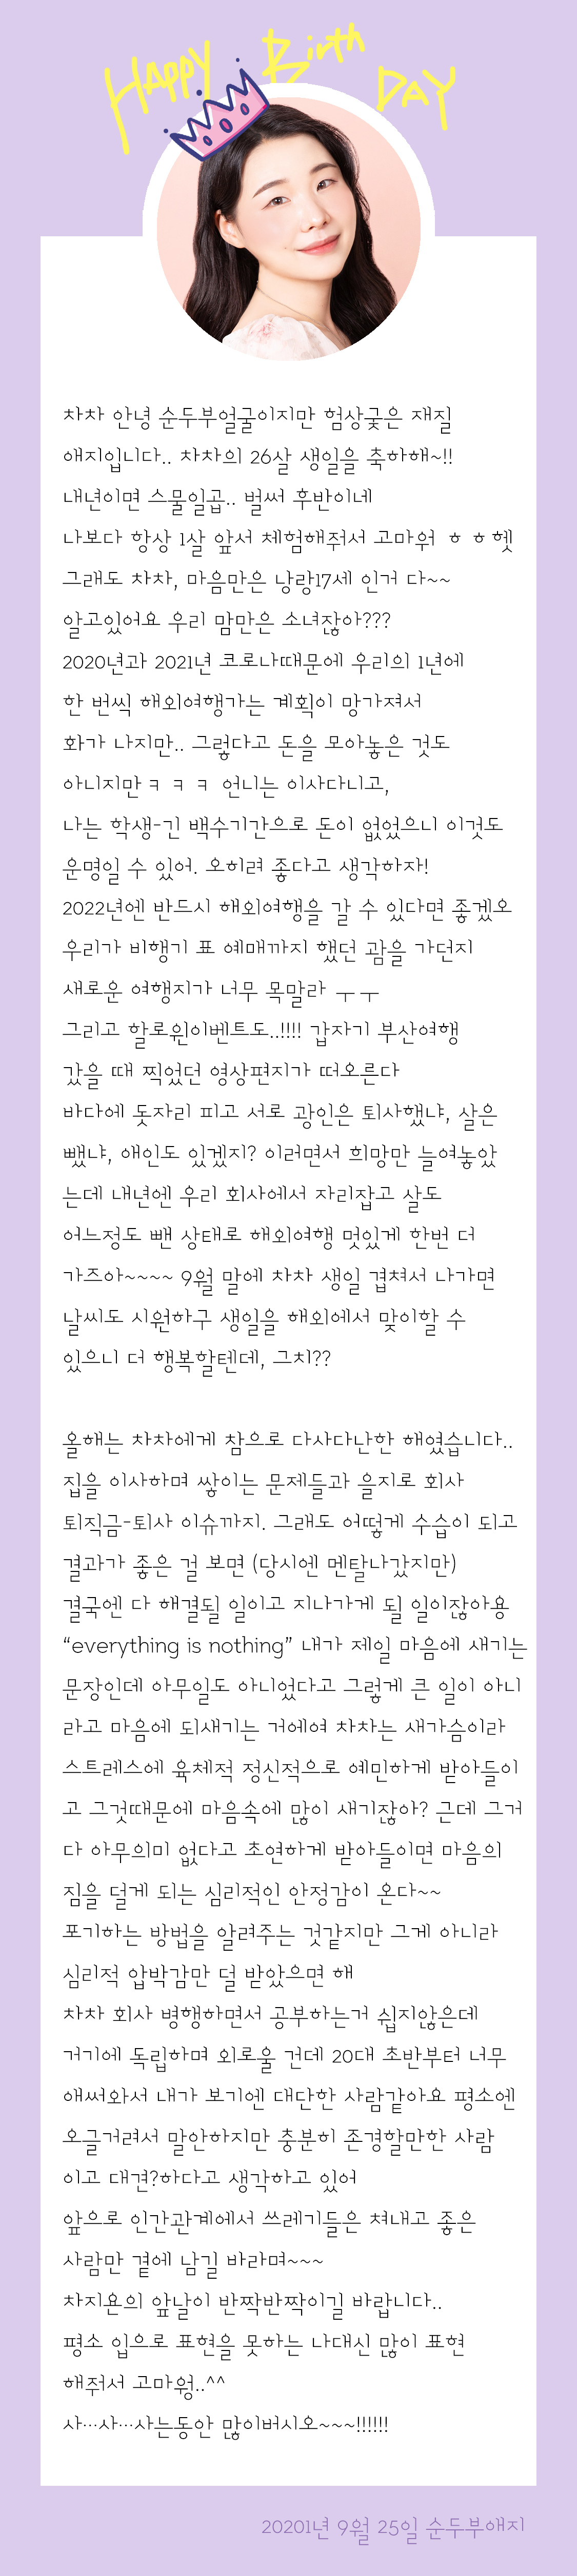 HAPPY Birth DAY
차차 안녕 순두부얼굴이지만 험상궂은 재질
애지입니다.. 차차의 26살 생일을 축하해~!!
내년이면 스물일곱.. 벌써 후반이네
나보다 항상 1살 앞서 체험해줘서 고마워 ㅎㅎ헷
그래도 차차, 마음만은 낭랑17세 인거 다~~
알고있어요 우리 맘만은 소녀잖아???
2020년과 2021년 코로나때문에 우리의 1년에
한 번씩 해외여행가는 계획이 망가져서
화가 나지만.. 그렇다고 돈을 모아놓은 것도
아니지만ㅋㅋㅋ 언니는 이사다니고,
나는 학생-긴 백수기간으로 돈이 없었으니 이것도
운명일 수 있어. 오히려 좋다고 생각하자!
2022년엔 반드시 해외여행을 갈 수 있다면 좋겠오
우리가 비행기 표 예매까지 했던 괌을 가던지
새로운 여행지가 너무 목말라 ㅜㅜ
그리고 할로윈이벤트도..!!!! 갑자기 부산여행
갔을 때 찍었던 영상편지가 떠오른다
바다에 돗자리 피고 서로 광인은 퇴사했냐, 살은
뺐냐, 애인도 있겠지? 이러면서 희망만 늘여놓았
는데 내년엔 우리 회사에서 자리잡고 살도
어느정도 뺀 상태로 해외여행 멋있게 한번 더
가즈아~~~~ 9월 말에 차차 생일 겹쳐서 나가면
날씨도 시원하구 생일을 해외에서 맞이할 수
있으니 더 행복할텐데, 그치??
올해는 차차에게 참으로 다사다난한 해였습니다..
집을 이사하며 쌓이는 문제들과 을지로 회사
퇴직금-퇴사 이슈까지. 그래도 어떻게 수습이 되고
결과가 좋은 걸 보면 (당시엔 멘탈나갔지만)
결국엔 다 해결될 일이고 지나가게 될 일이잖아용
“everything is nothing” 내가 제일 마음에 새기는
문장인데 아무일도 아니었다고 그렇게 큰 일이 아니
라고 마음에 되새기는 거에여 차차는 새가슴이라
스트레스에 육체적 정신적으로 예민하게 받아들이
고 그것때문에 마음속에 많이 새기잖아? 근데 그거
다 아무의미 없다고 초연하게 받아들이면 마음의
짐을 덜게 되는 심리적인 안정감이 온다~~
포기하는 방법을 알려주는 것같지만 그게 아니라
심리적 압박감만 덜 받았으면 해
차차 회사 병행하면서 공부하는거 쉽지않은데
거기에 독립하며 외로울 건데 20대 초반부터 너무
애써와서 내가 보기엔 대단한 사람같아요 평소엔
오글거려서 말안하지만 충분히 존경할만한 사람
이고 대견?하다고 생각하고 있어
앞으로 인간관계에서 쓰레기들은 쳐내고 좋은
사람만 곁에 남길 바라며~~~
차지욘의 앞날이 반짝반짝이길 바랍니다..
평소 입으로 표현을 못하는 나대신 많이 표현
해줘서 고마웡..^^
사…사…사는동안 많이버시오~~~!!!!!!
20201년 9월 25일 순두부애지